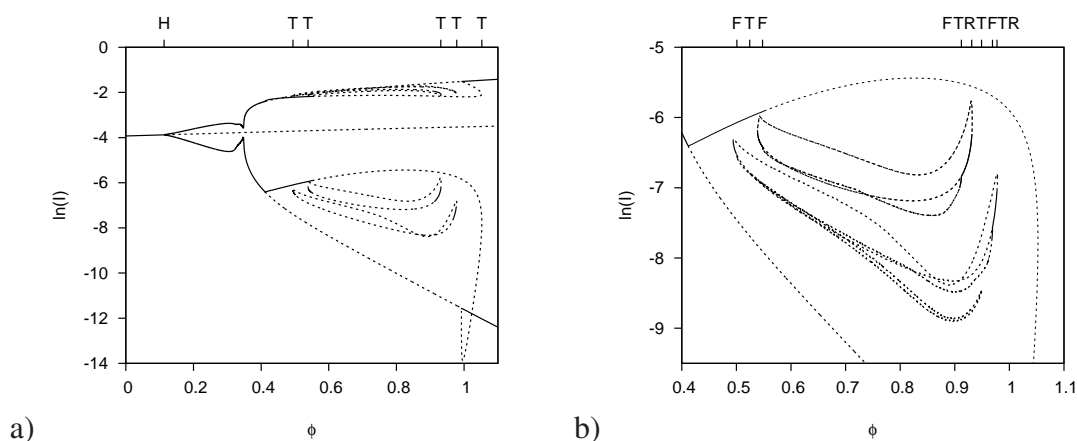 H T T T T T
0
-2
-4
-6
-8
-10
-12
-14
ln(I)
0 0.2 0.4 0.6 0.8 1
ϕ
a)
F T F F T R T F T R
-5
-6
-7
-8
-9
ln(I)
0.4 0.5 0.6 0.7 0.8 0.9 1 1.1
ϕ
b)